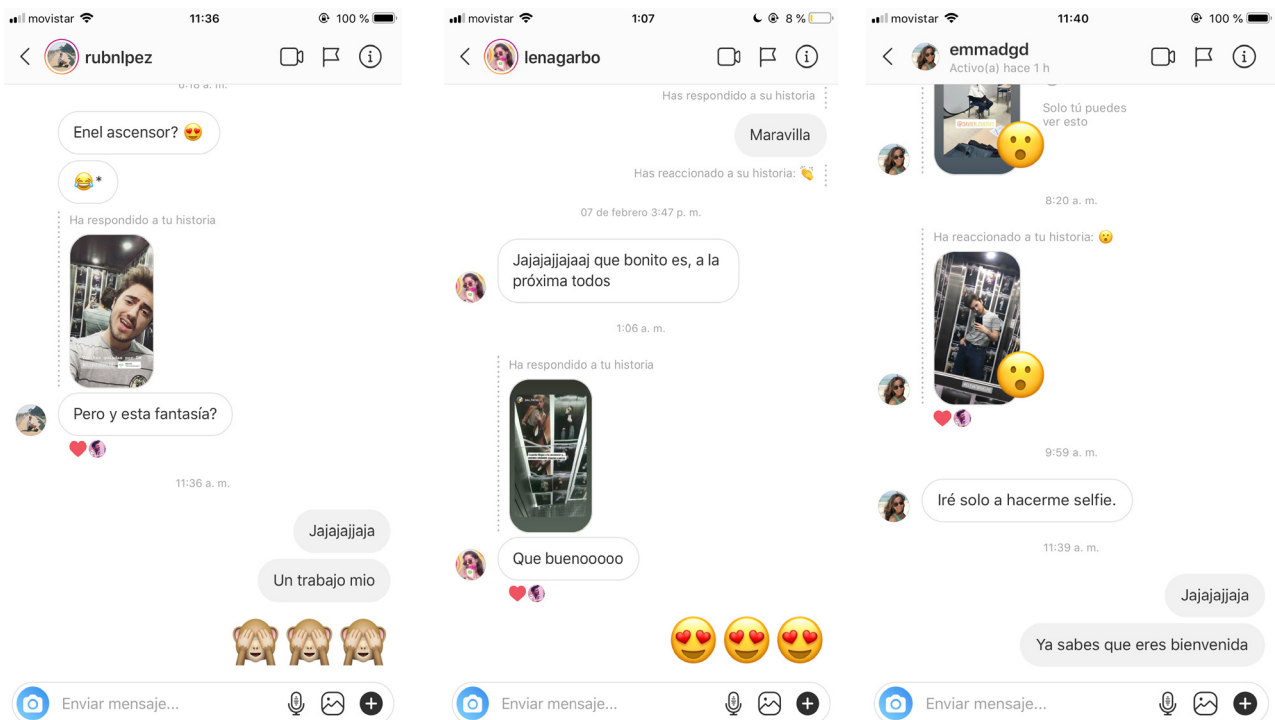 movistar 11:36 100 %
rubnlpez
6:18 a. m.
Enel ascensor? 😍
😂*
Ha respondido a tu historia
Pero y esta fantasía?
11:36 a. m.
Jajajajjaja
Un trabajo mio
🙈🙈🙈
Enviar mensaje...
movistar 1:07 8 %
lenagarbo
Has respondido a su historia
Maravilla
Has reaccionado a su historia: 👏
07 de febrero 3:47 p. m.
Jajajajjajaaj que bonito es, a la
próxima todos
1:06 a. m.
Ha respondido a tu historia
Que buenooooo
😍😍😍
Enviar mensaje...
movistar 11:40 100 %
emmadgd
Activo(a) hace 1 h
Solo tú puedes
ver esto
8:20 a. m.
Ha reaccionado a tu historia: 😮
9:59 a. m.
Iré solo a hacerme selfie.
11:39 a. m.
Jajajajjaja
Ya sabes que eres bienvenida
Enviar mensaje...